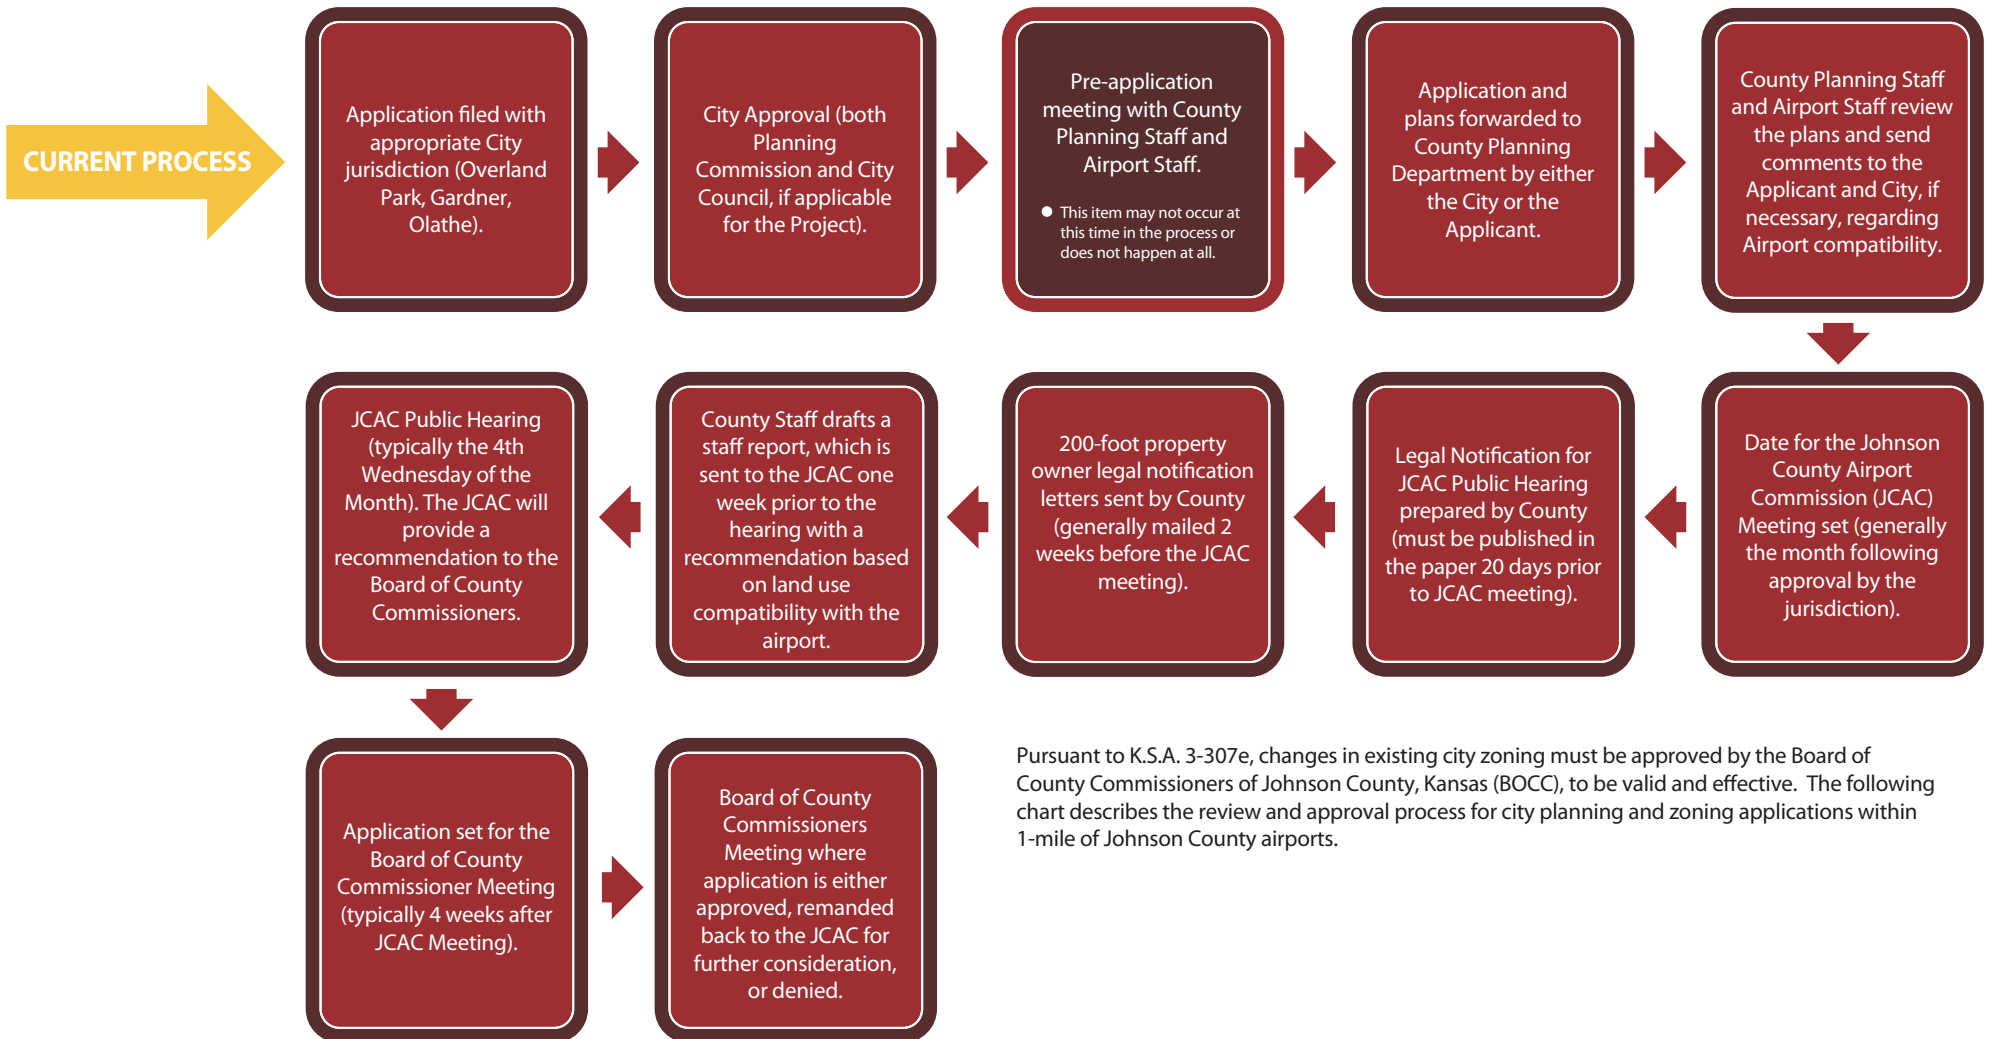 CURRENT PROCESS
Application filed with
appropriate City
jurisdiction (Overland
Park, Gardner,
Olathe).
City Approval (both
Planning
Commission and City
Council, if applicable
for the Project).
Pre-application
meeting with County
Planning Staff and
Airport Staff.
● This item may not occur at
this time in the process or
does not happen at all.
Application and
plans forwarded to
County Planning
Department by either
the City or the
Applicant.
County Planning Staff
and Airport Staff review
the plans and send
comments to the
Applicant and City, if
necessary, regarding
Airport compatibility.
Date for the Johnson
County Airport
Commission (JCAC)
Meeting set (generally
the month following
approval by the
jurisdiction).
Legal Notification for
JCAC Public Hearing
prepared by County
(must be published in
the paper 20 days prior
to JCAC meeting).
200-foot property
owner legal notification
letters sent by County
(generally mailed 2
weeks before the JCAC
meeting).
County Staff drafts a
staff report, which is
sent to the JCAC one
week prior to the
hearing with a
recommendation based
on land use
compatibility with the
airport.
JCAC Public Hearing
(typically the 4th
Wednesday of the
Month). The JCAC will
provide a
recommendation to the
Board of County
Commissioners.
Application set for the
Board of County
Commissioner Meeting
(typically 4 weeks after
JCAC Meeting).
Board of County
Commissioners
Meeting where
application is either
approved, remanded
back to the JCAC for
further consideration,
or denied.
Pursuant to K.S.A. 3-307e, changes in existing city zoning must be approved by the Board of
County Commissioners of Johnson County, Kansas (BOCC), to be valid and effective.  The following
chart describes the review and approval process for city planning and zoning applications within
1-mile of Johnson County airports.